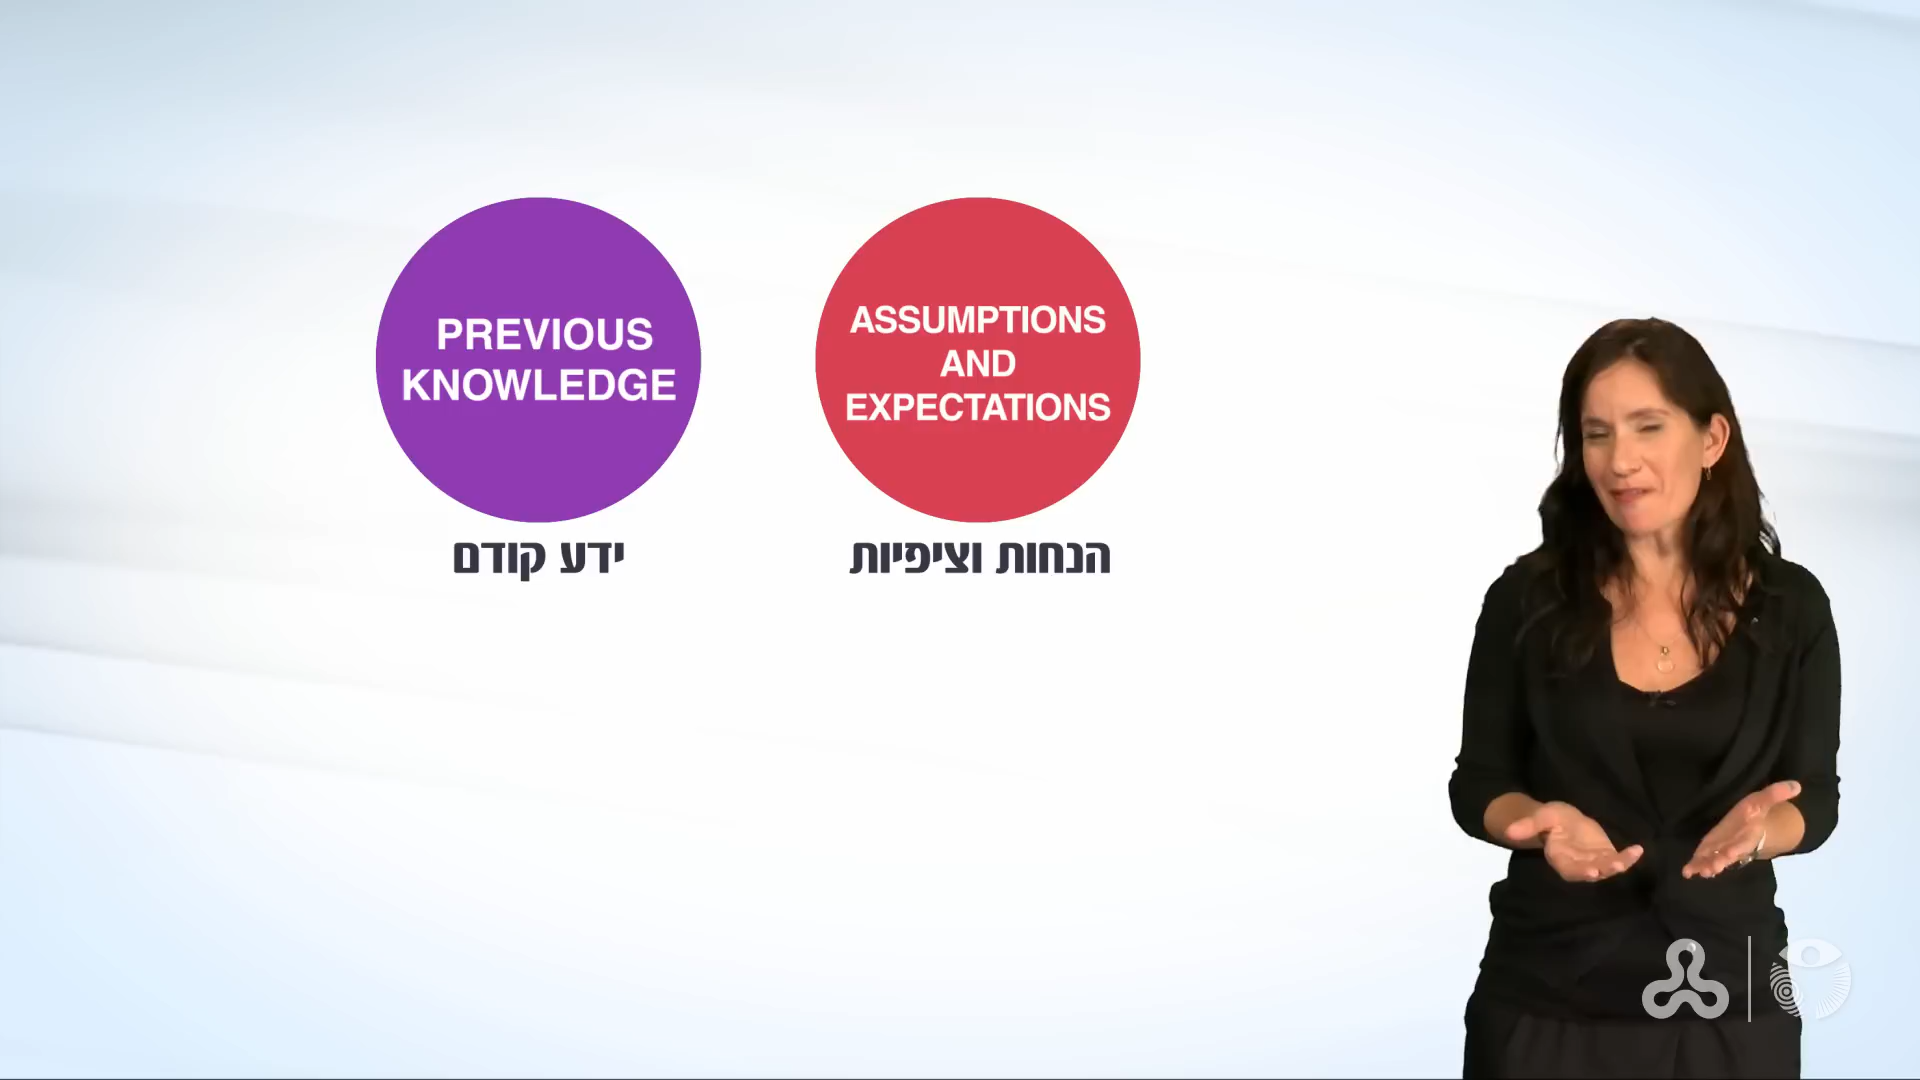 PREVIOUS
KNOWLEDGE
ידע קודם
ASSUMPTIONS
AND
EXPECTATIONS
הנחות וציפיות